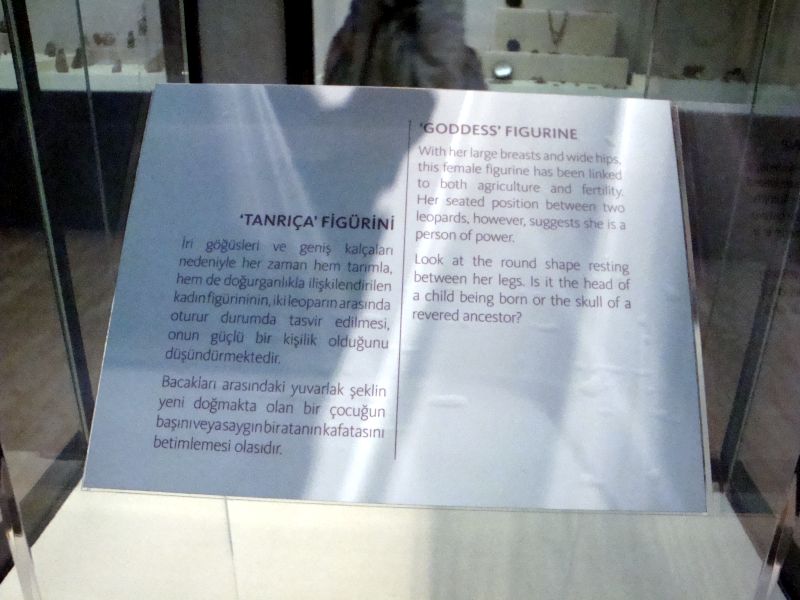 'TANRIÇA' FİGÜRİNİ
İri göğüsleri ve geniş kalçaları
nedeniyle her zaman hem tarımla,
hem de doğurganlıkla ilişkilendirilen
kadın figürininin, iki leoparın arasında
oturur durumda tasvir edilmesi,
onun güçlü bir kişilik olduğunu
düşündürmektedir.
Bacakları arasındaki yuvarlak şeklin
yeni doğmakta olan bir çocuğun
başını veya saygın bir atanın kafatasını
betimlemesi olasıdır.
'GODDESS' FIGURINE
With her large breasts and wide hips,
this female figurine has been linked
to both agriculture and fertility.
Her seated position between two
leopards, however, suggests she is a
person of power.
Look at the round shape resting
between her legs. Is it the head of
a child being born or the skull of a
revered ancestor?